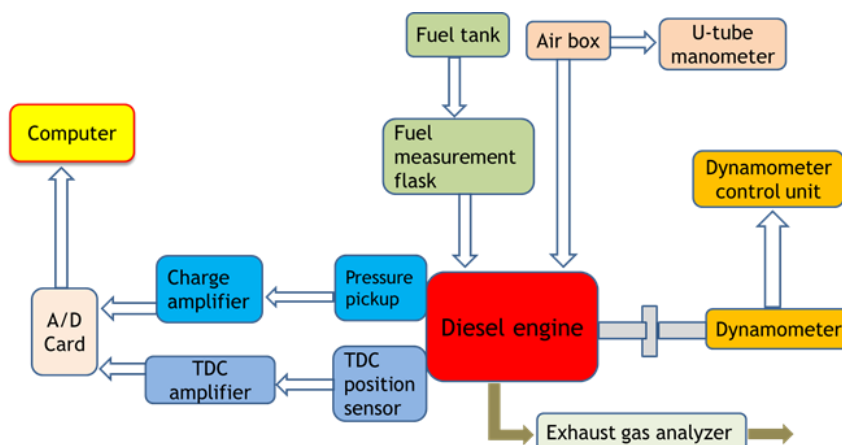 Fuel tank
Air box
U-tube
manometer
Computer
Fuel
measurement
flask
Dynamometer
control unit
Charge
amplifier
Pressure
pickup
A/D
Card
Diesel engine
Dynamometer
TDC
amplifier
TDC
position
sensor
Exhaust gas analyzer